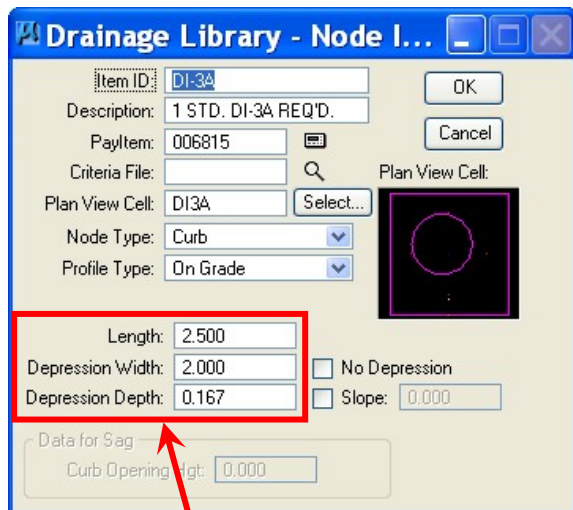 Drainage Library - Node I...
Item ID: DI-3A
OK
Description: 1 STD. DI-3A REQ'D.
PayItem: 006815
Cancel
Criteria File:
Plan View Cell:
Plan View Cell: DI3A Select...
Node Type: Curb
Profile Type: On Grade
Length: 2.500
Depression Width: 2.000 No Depression
Depression Depth: 0.167 Slope: 0.000
Data for Sag
Curb Opening Hgt: 0.000